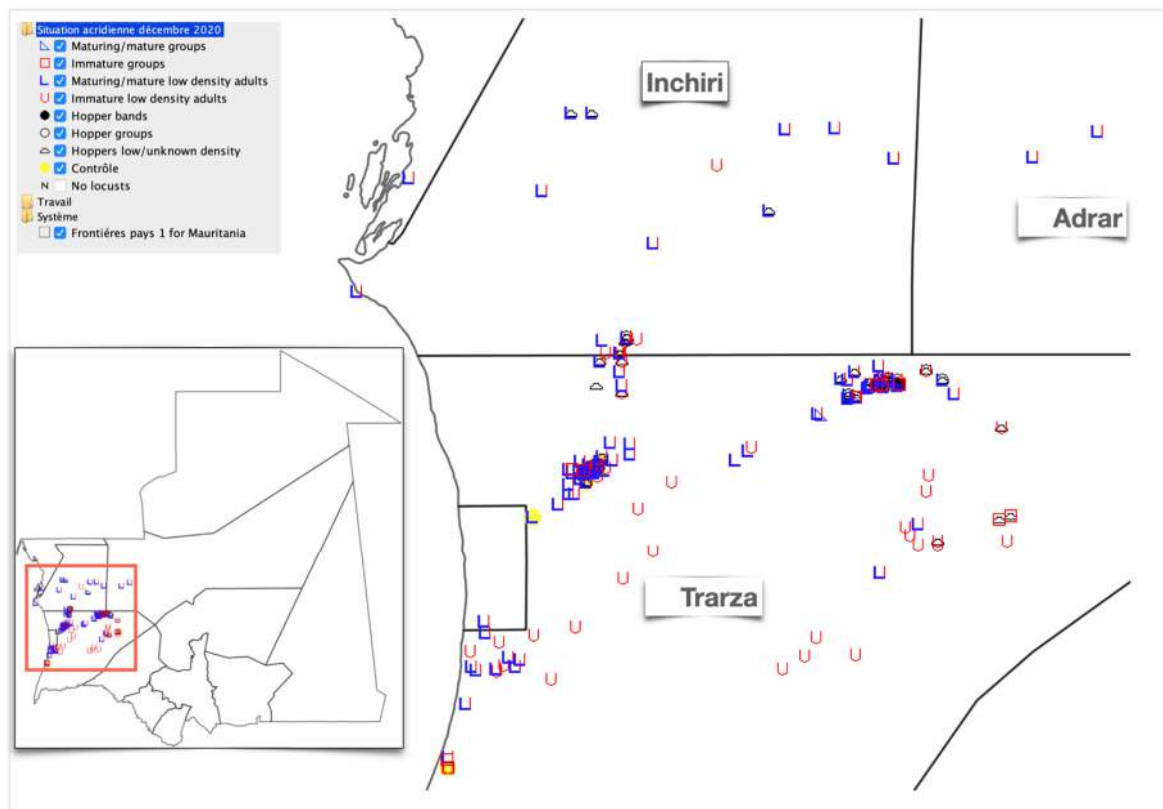 Situation acridienne décembre 2020
Maturing/mature groups
Immature groups
Maturing/mature low density adults
Immature low density adults
Hopper bands
Hopper groups
Hoppers low/unknown density
Contrôle
N No locusts
Travail
Système
Frontiéres pays 1 for Mauritania
Inchiri
Adrar
Trarza